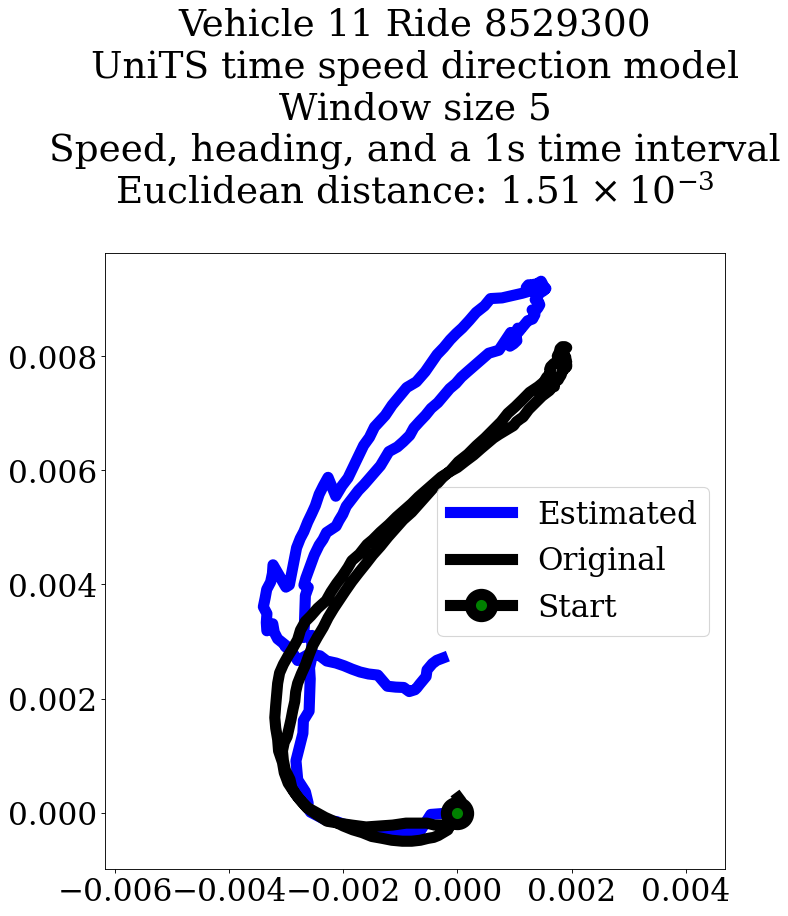 Vehicle 11 Ride 8529300
UniTS time speed direction model
Window size 5
Speed, heading, and a 1s time interval
Euclidean distance: 1.51 × 10⁻³
0.008
0.006
0.004
0.002
0.000
Estimated
Original
Start
−0.006 −0.004 −0.002 0.000 0.002 0.004